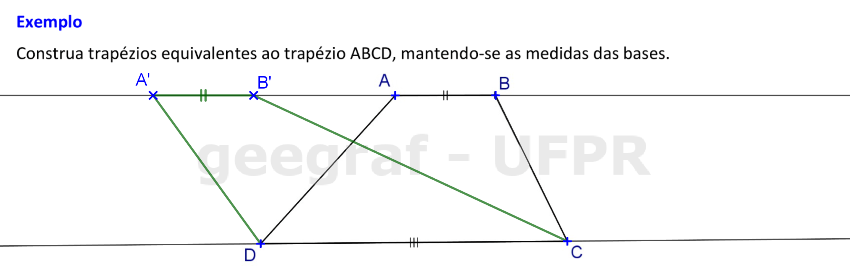 Exemplo
Construa trapézios equivalentes ao trapézio ABCD, mantendo-se as medidas das bases.
A' B' A B
geegraf - UFPR
D C